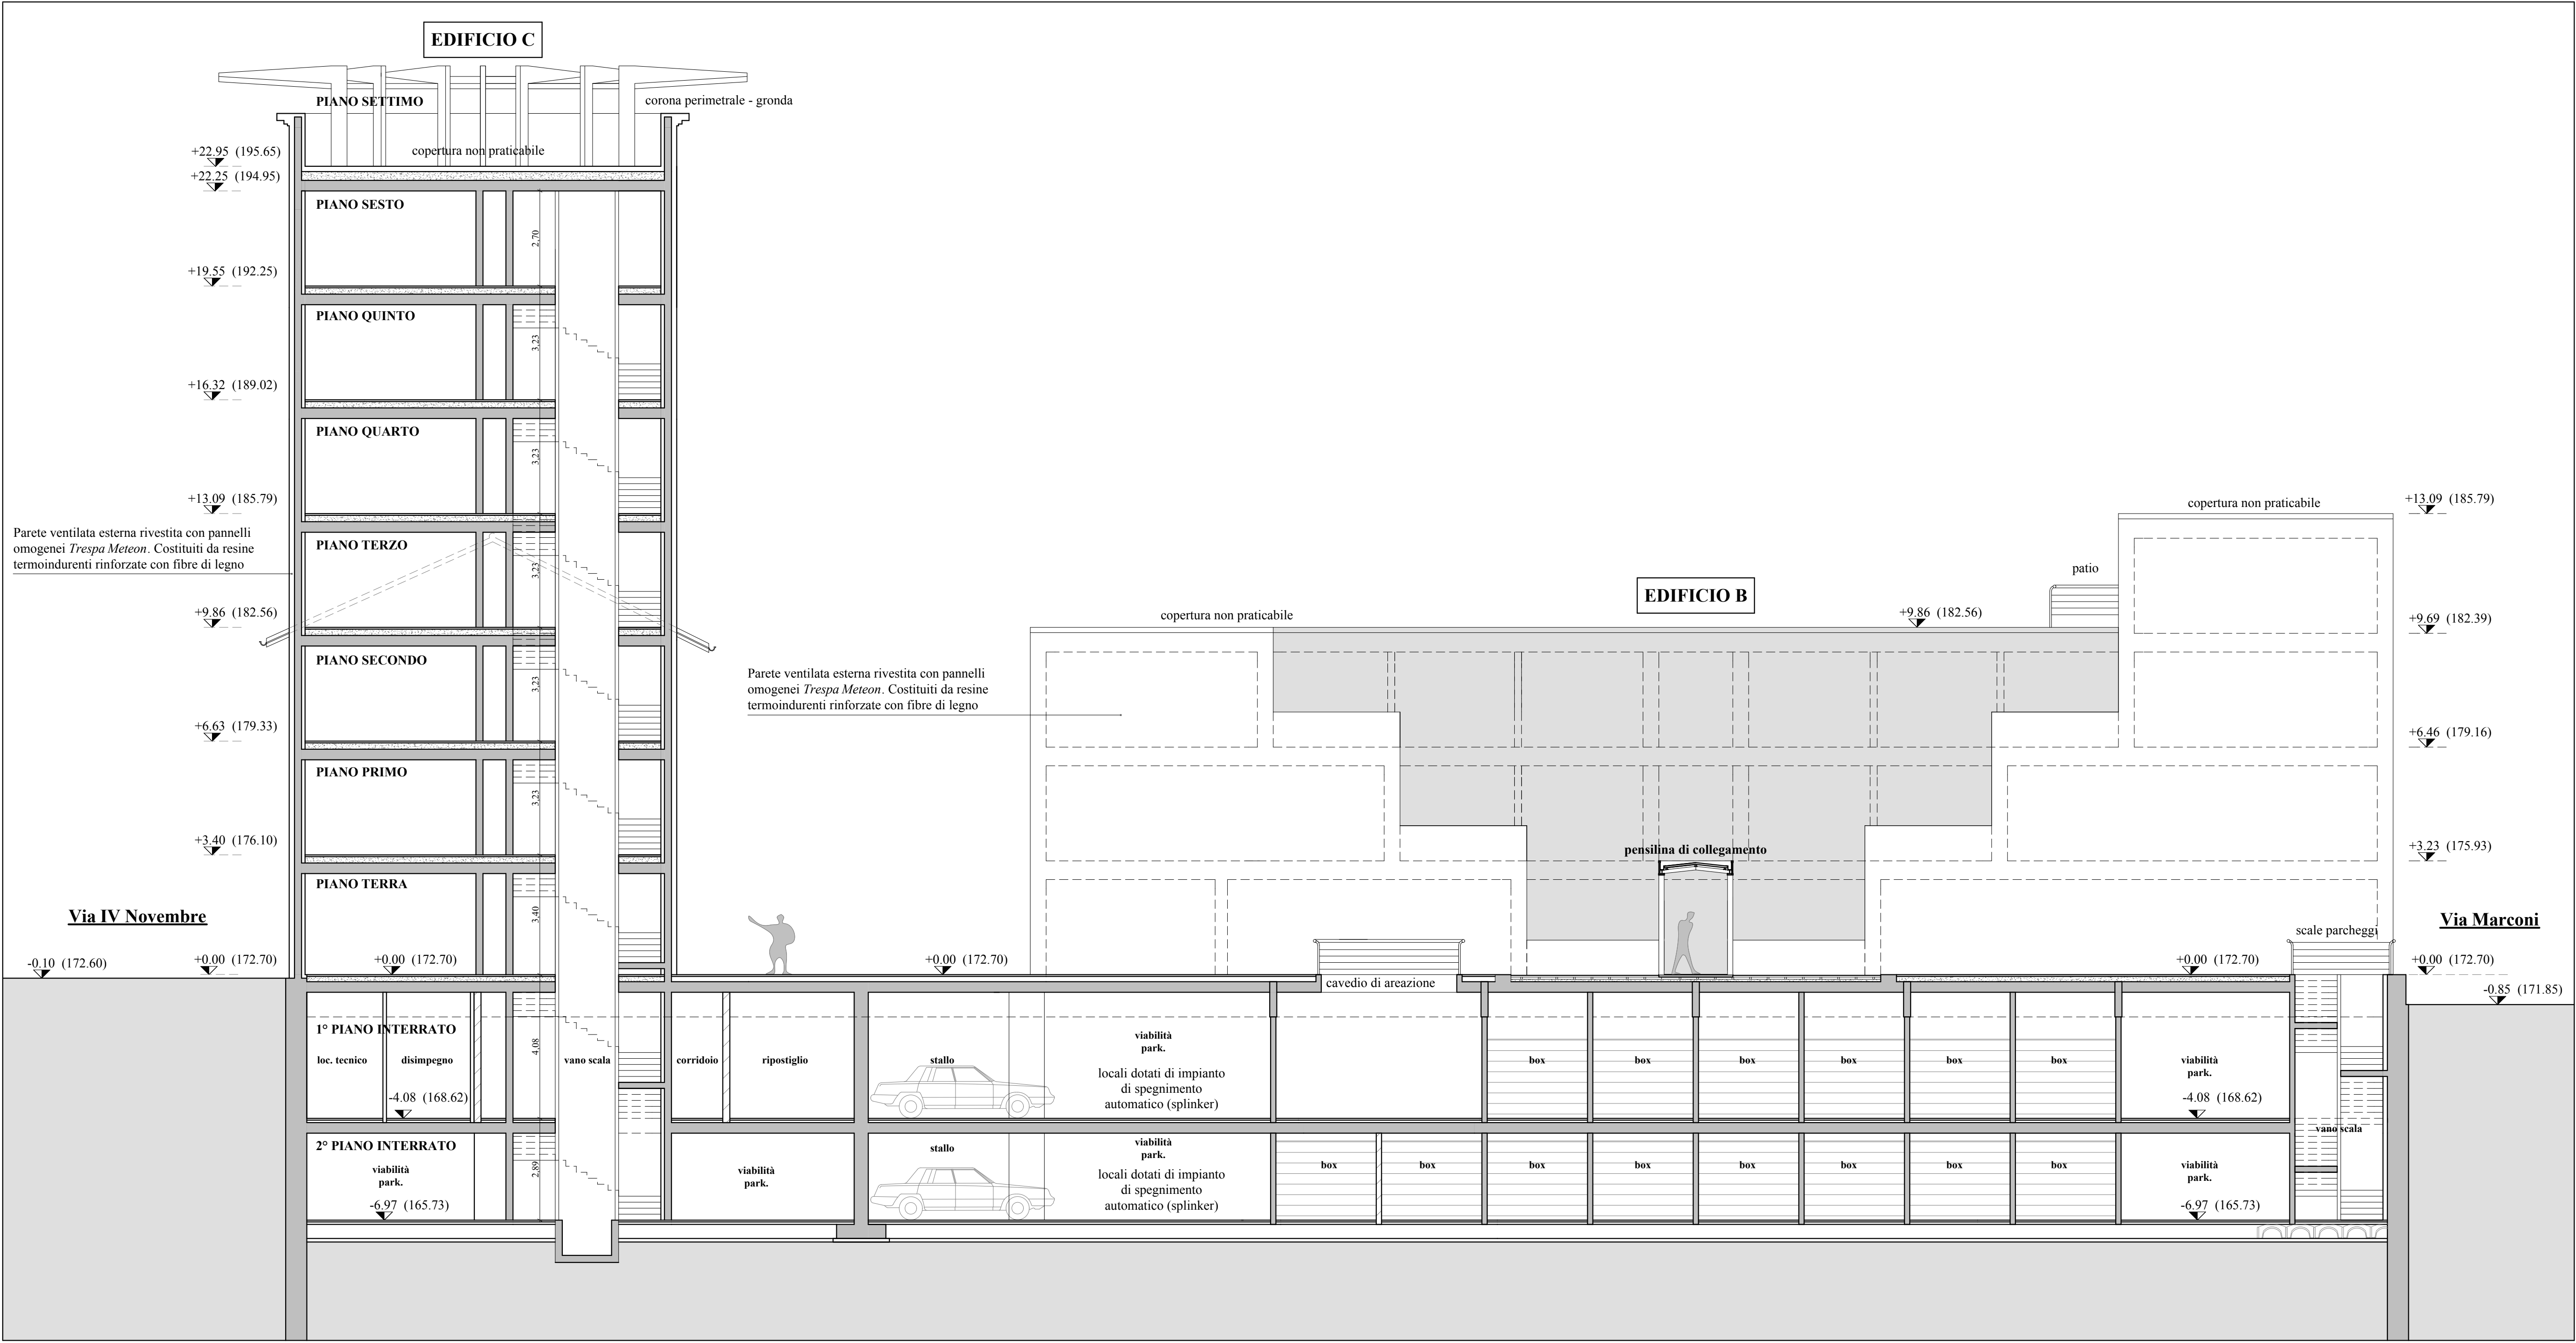 EDIFICIO C
PIANO SETTIMO
corona perimetrale - gronda
+22.95 (195.65)
copertura non praticabile
+22.25 (194.95)
PIANO SESTO
2,70
+19.55 (192.25)
PIANO QUINTO
3,23
+16.32 (189.02)
PIANO QUARTO
3,23
+13.09 (185.79)
Parete ventilata esterna rivestita con pannelli
omogenei Trespa Meteon. Costituiti da resine
termoindurenti rinforzate con fibre di legno
PIANO TERZO
3,23
+9.86 (182.56)
PIANO SECONDO
3,23
+6.63 (179.33)
PIANO PRIMO
3,23
+3.40 (176.10)
PIANO TERRA
3,40
Via IV Novembre
-0.10 (172.60)
+0.00 (172.70)
+0.00 (172.70)
+0.00 (172.70)
EDIFICIO B
copertura non praticabile
+13.09 (185.79)
patio
copertura non praticabile
+9.86 (182.56)
+9.69 (182.39)
Parete ventilata esterna rivestita con pannelli
omogenei Trespa Meteon. Costituiti da resine
termoindurenti rinforzate con fibre di legno
+6.46 (179.16)
pensilina di collegamento
+3.23 (175.93)
Via Marconi
scale parcheggi
+0.00 (172.70)
+0.00 (172.70)
-0.85 (171.85)
cavedio di areazione
1° PIANO INTERRATO
loc. tecnico
disimpegno
4,08
vano scala
corridoio
ripostiglio
stallo
viabilità
park.
locali dotati di impianto
di spegnimento
automatico (splinker)
box
box
box
box
box
box
viabilità
park.
-4.08 (168.62)
-4.08 (168.62)
vano scala
2° PIANO INTERRATO
viabilità
park.
-6.97 (165.73)
2,89
viabilità
park.
stallo
viabilità
park.
locali dotati di impianto
di spegnimento
automatico (splinker)
box
box
box
box
box
box
box
box
viabilità
park.
-6.97 (165.73)